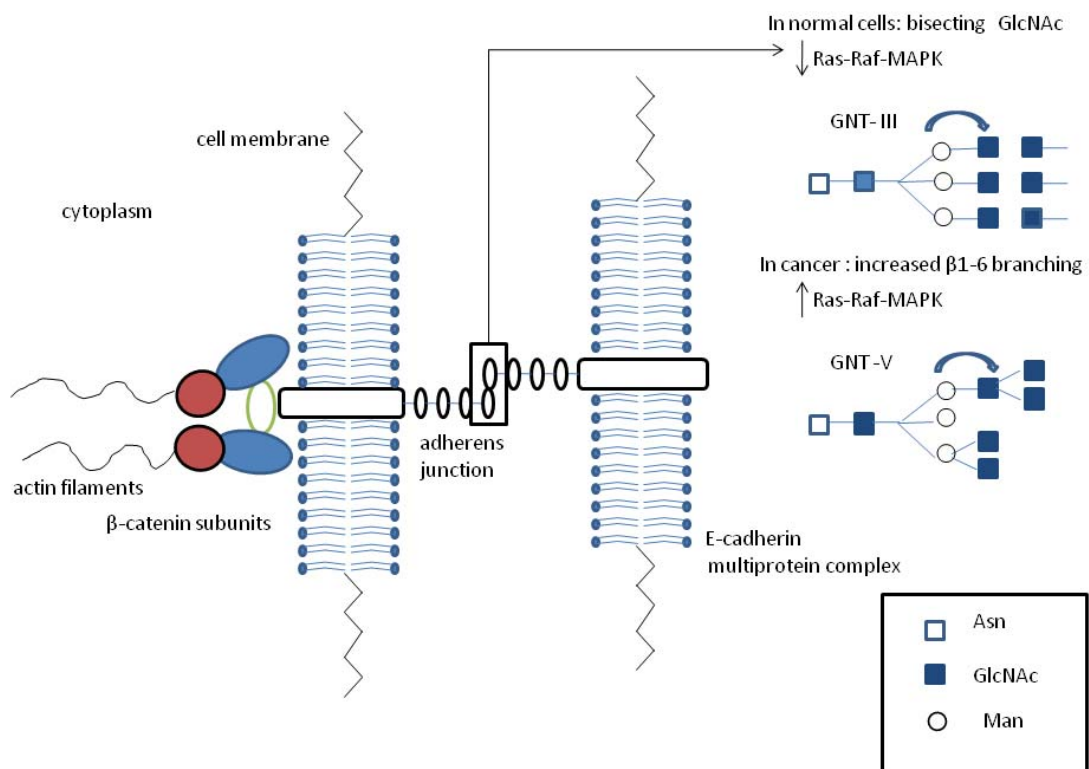 In normal cells: bisecting GlcNAc
Ras-Raf-MAPK
GNT-III
cell membrane
cytoplasm
In cancer : increased β1-6 branching
Ras-Raf-MAPK
GNT-V
adherens
junction
actin filaments
β-catenin subunits
E-cadherin
multiprotein complex
Asn
GlcNAc
Man